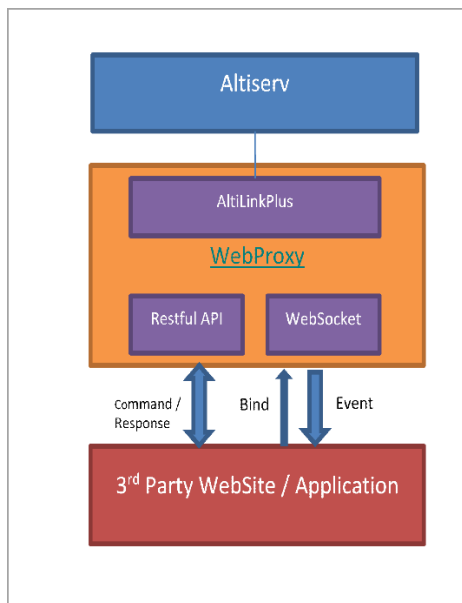 Altiserv
AltiLinkPlus
WebProxy
Restful API
WebSocket
Command /
Response
Bind
Event
3rd Party WebSite / Application